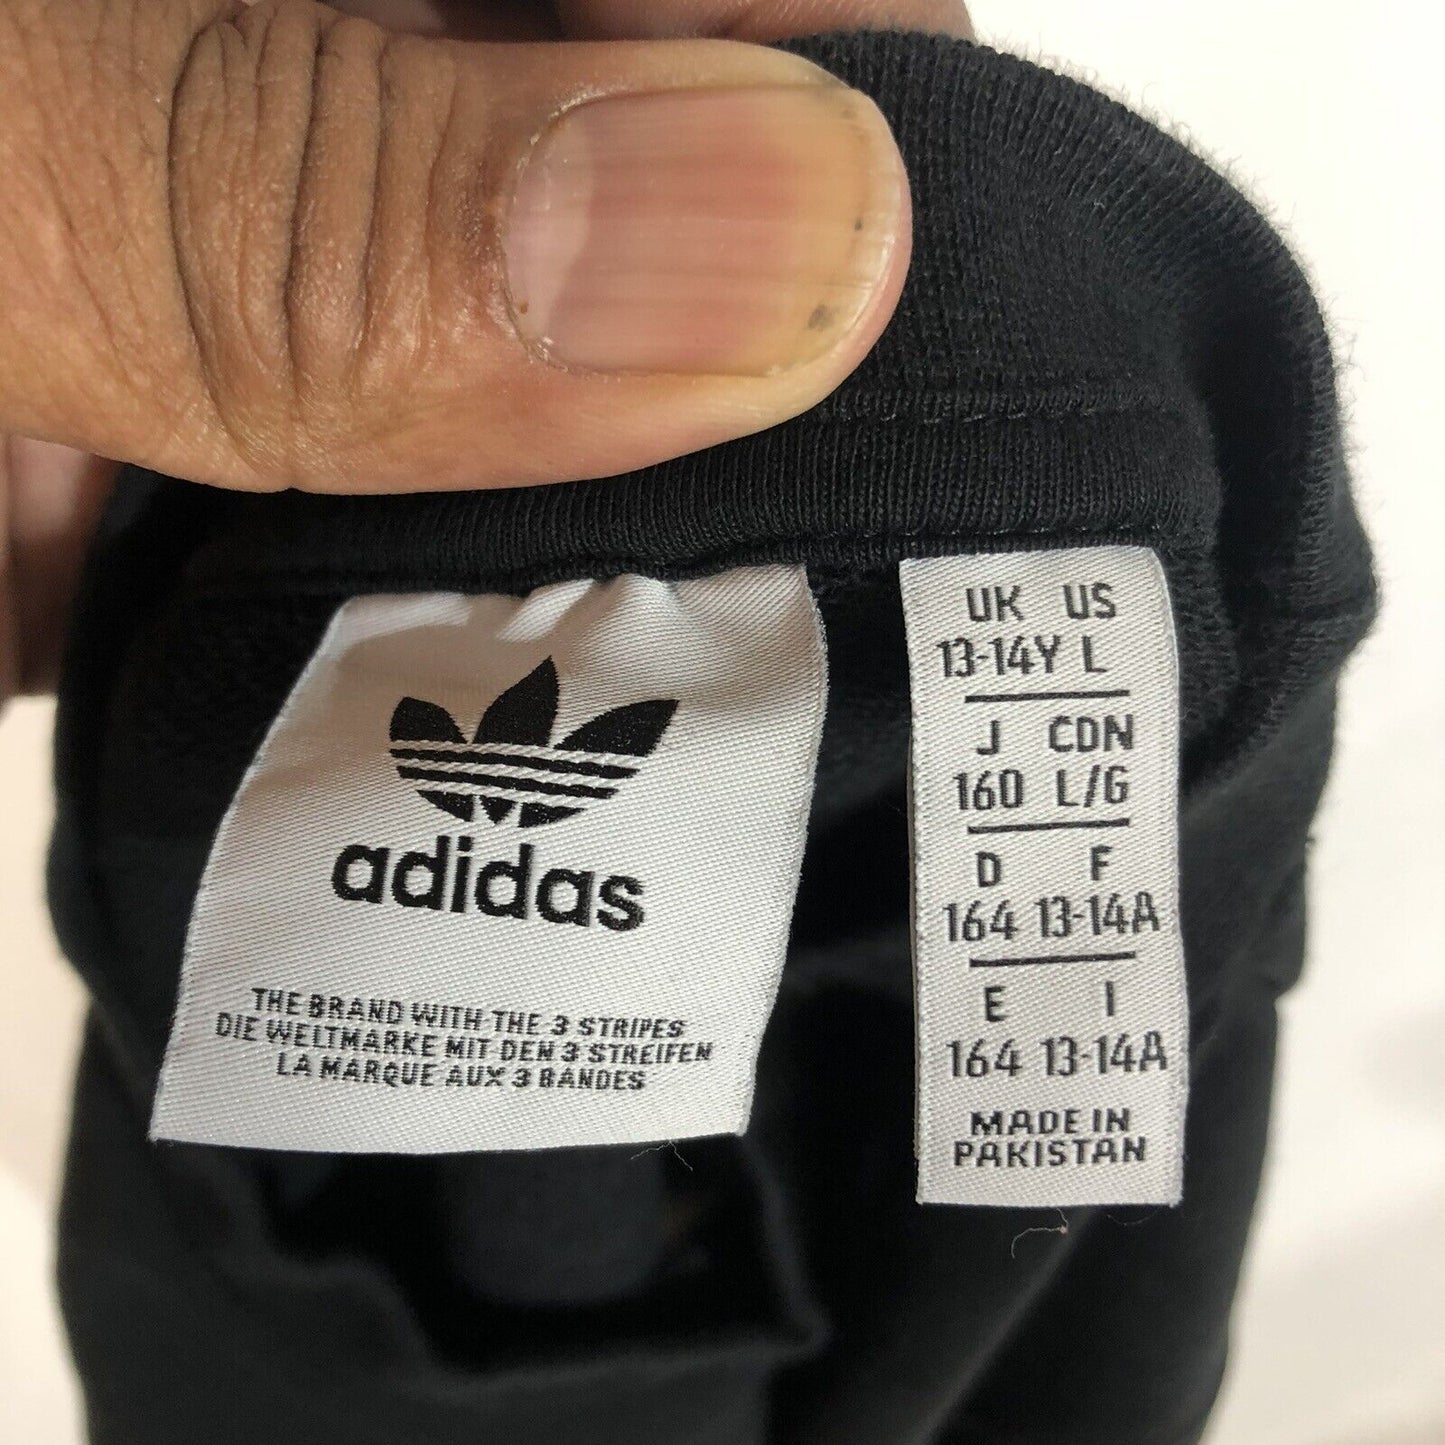 adidas
THE BRAND WITH THE 3 STRIPES
DIE WELTMARKE MIT DEN 3 STREIFEN
LA MARQUE AUX 3 BANDES
UK US
13-14Y L
J CDN
160 L/G
D F
164 13-14A
E I
164 13-14A
MADE IN
PAKISTAN